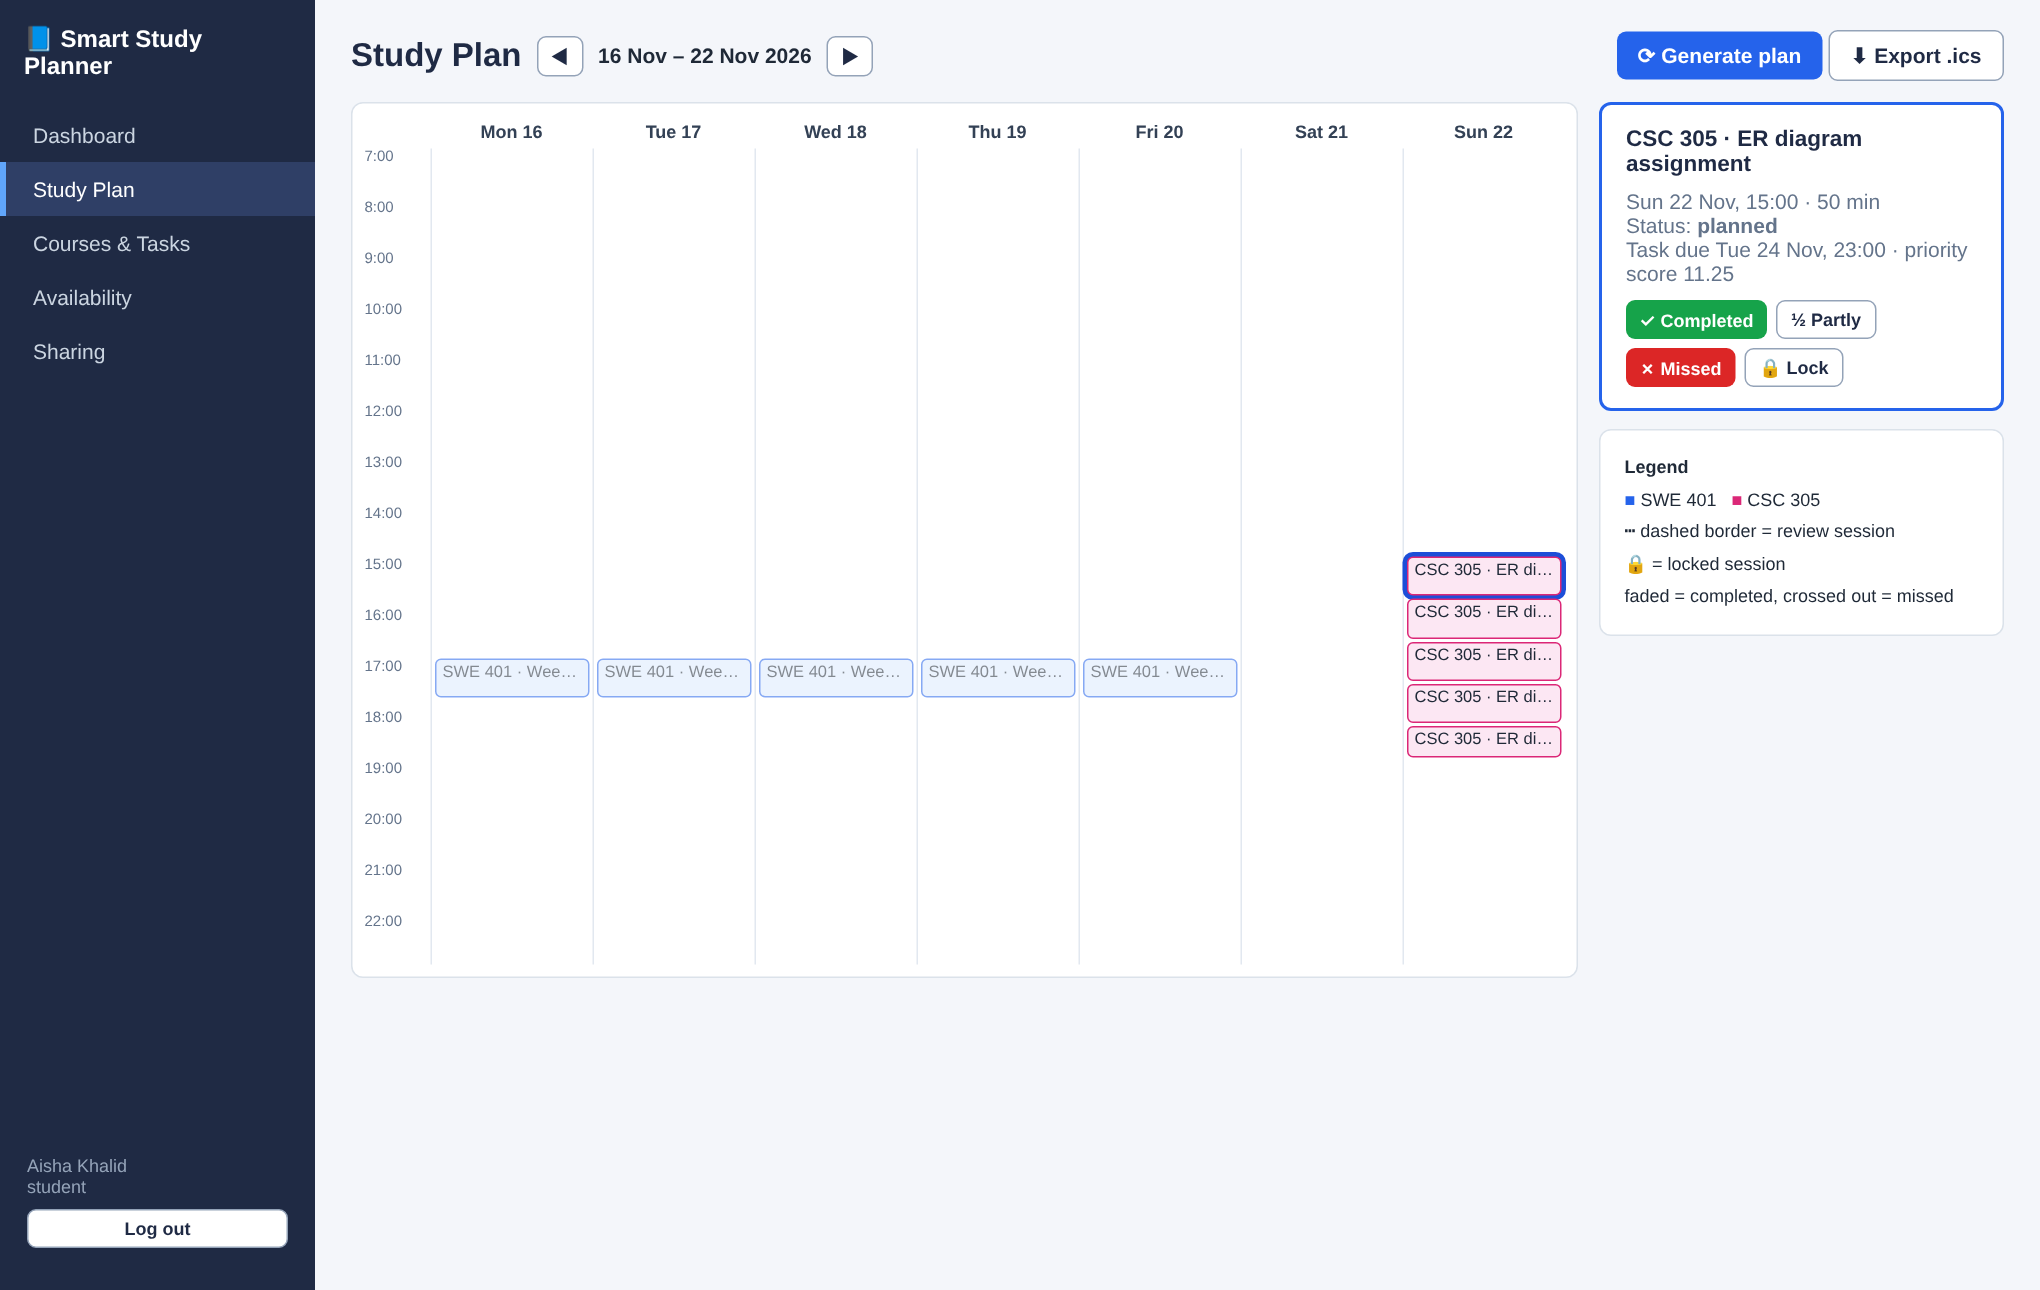 📘 Smart Study
Planner
Dashboard
Study Plan
Courses & Tasks
Availability
Sharing
Aisha Khalid
student
Log out
Study Plan ◀ 16 Nov – 22 Nov 2026 ▶
⟳ Generate plan ⬇ Export .ics
Mon 16 Tue 17 Wed 18 Thu 19 Fri 20 Sat 21 Sun 22
7:00
8:00
9:00
10:00
11:00
12:00
13:00
14:00
15:00
CSC 305 · ER di…
16:00
CSC 305 · ER di…
CSC 305 · ER di…
17:00
SWE 401 · Wee… SWE 401 · Wee… SWE 401 · Wee… SWE 401 · Wee… SWE 401 · Wee…
CSC 305 · ER di…
18:00
CSC 305 · ER di…
19:00
20:00
21:00
22:00
CSC 305 · ER diagram
assignment
Sun 22 Nov, 15:00 · 50 min
Status: planned
Task due Tue 24 Nov, 23:00 · priority
score 11.25
✓ Completed ½ Partly
✕ Missed 🔒 Lock
Legend
■ SWE 401 ■ CSC 305
┅ dashed border = review session
🔒 = locked session
faded = completed, crossed out = missed